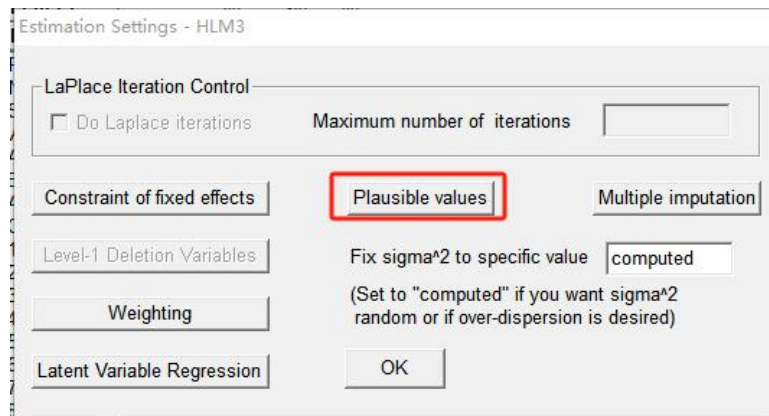 Estimation Settings - HLM3
LaPlace Iteration Control
Do Laplace iterations
Maximum number of iterations
Constraint of fixed effects
Plausible values
Multiple imputation
Level-1 Deletion Variables
Fix sigma^2 to specific value
computed
(Set to "computed" if you want sigma^2
random or if over-dispersion is desired)
Weighting
Latent Variable Regression
OK